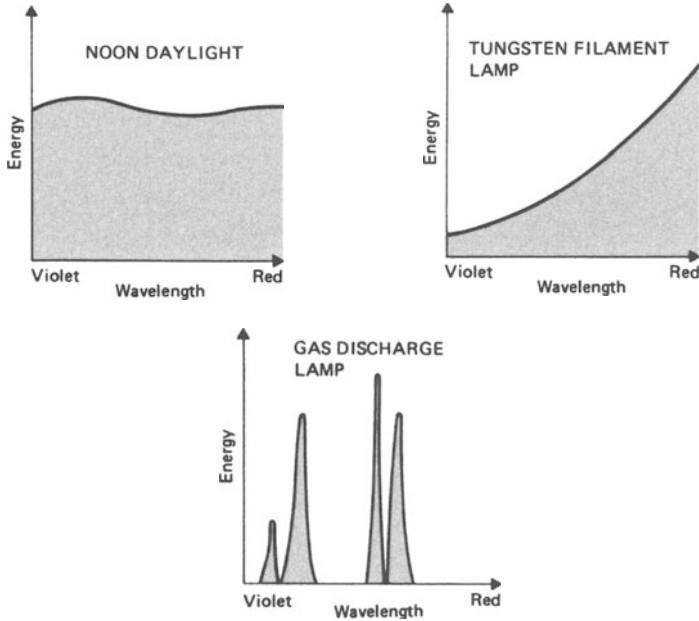 NOON DAYLIGHT
Energy
Violet
Red
Wavelength
TUNGSTEN FILAMENT
LAMP
Energy
Violet
Red
Wavelength
GAS DISCHARGE
LAMP
Energy
Violet
Red
Wavelength